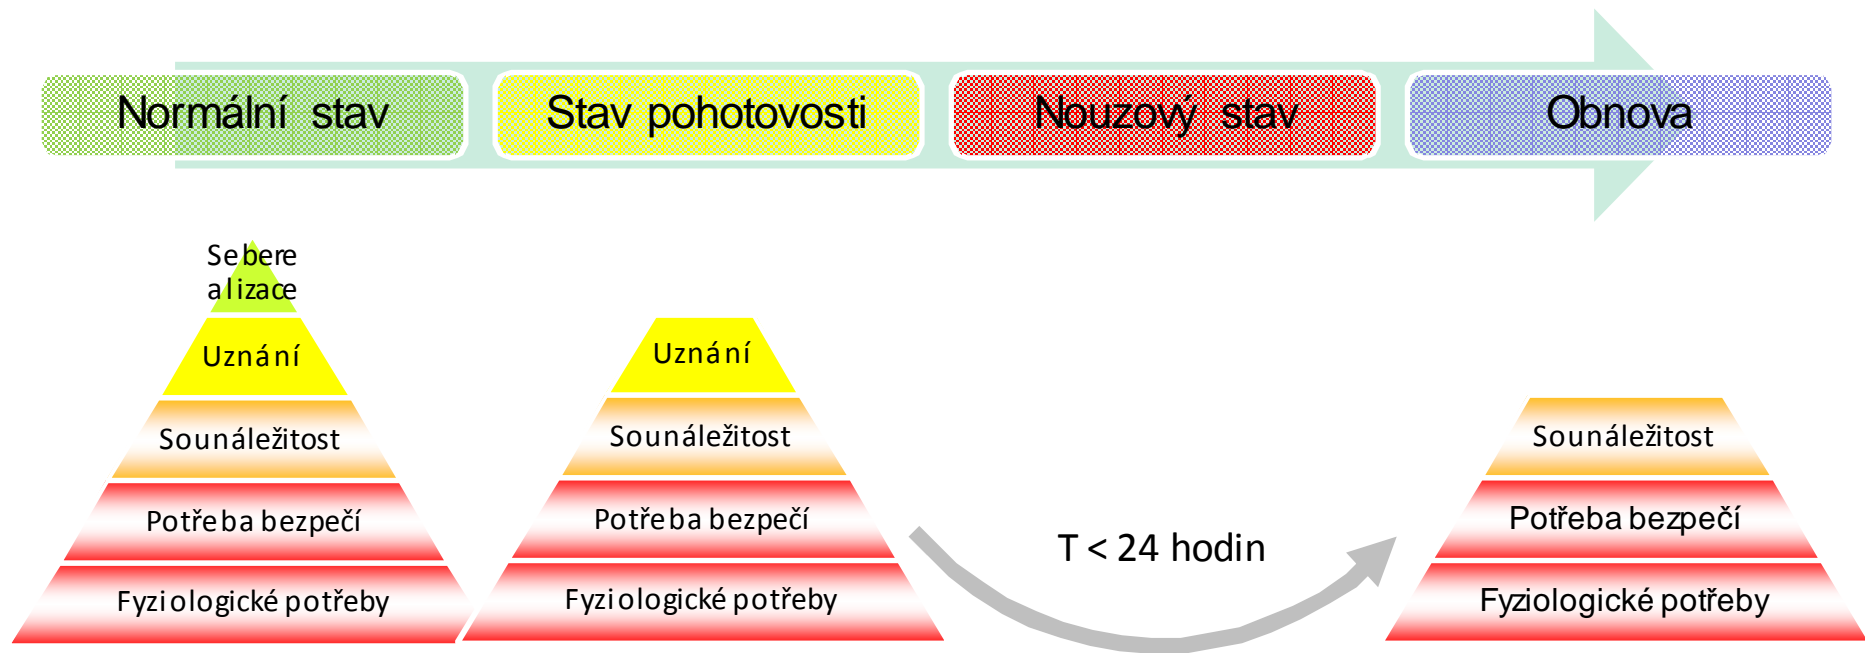 Normální stav
Stav pohotovosti
Nouzový stav
Obnova
Sebere
alizace
Uznání
Sounáležitost
Potřeba bezpečí
Fyziologické potřeby
Uznání
Sounáležitost
Potřeba bezpečí
Fyziologické potřeby
T < 24 hodin
Sounáležitost
Potřeba bezpečí
Fyziologické potřeby